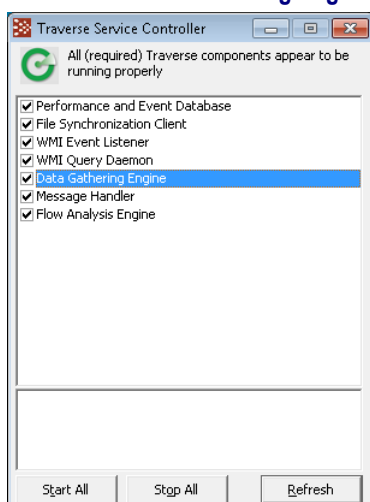 Traverse Service Controller
All (required) Traverse components appear to be
running properly
Performance and Event Database
File Synchronization Client
WMI Event Listener
WMI Query Daemon
Data Gathering Engine
Message Handler
Flow Analysis Engine
Start All
Stop All
Refresh